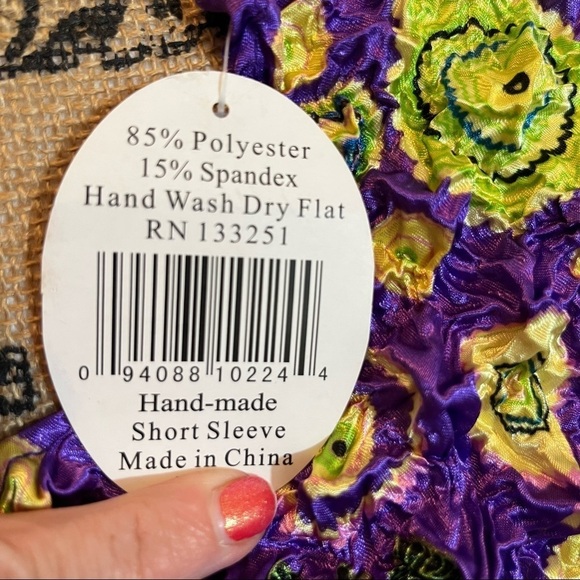 85% Polyester
15% Spandex
Hand Wash Dry Flat
RN 133251
0 94088 10224 4
Hand-made
Short Sleeve
Made in China